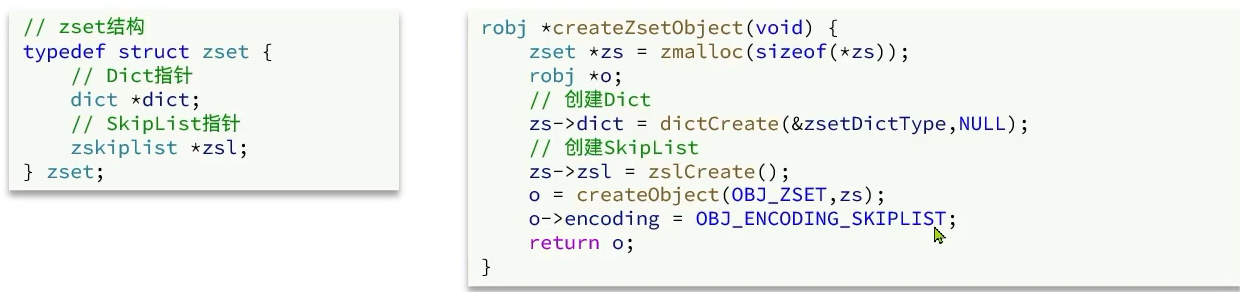 // zset结构
typedef struct zset {
    // Dict指针
    dict *dict;
    // SkipList指针
    zskiplist *zsl;
} zset;
robj *createZsetObject(void) {
    zset *zs = zmalloc(sizeof(*zs));
    robj *o;
    // 创建Dict
    zs->dict = dictCreate(&zsetDictType,NULL);
    // 创建SkipList
    zs->zsl = zslCreate();
    o = createObject(OBJ_ZSET,zs);
    o->encoding = OBJ_ENCODING_SKIPLIST;
    return o;
}